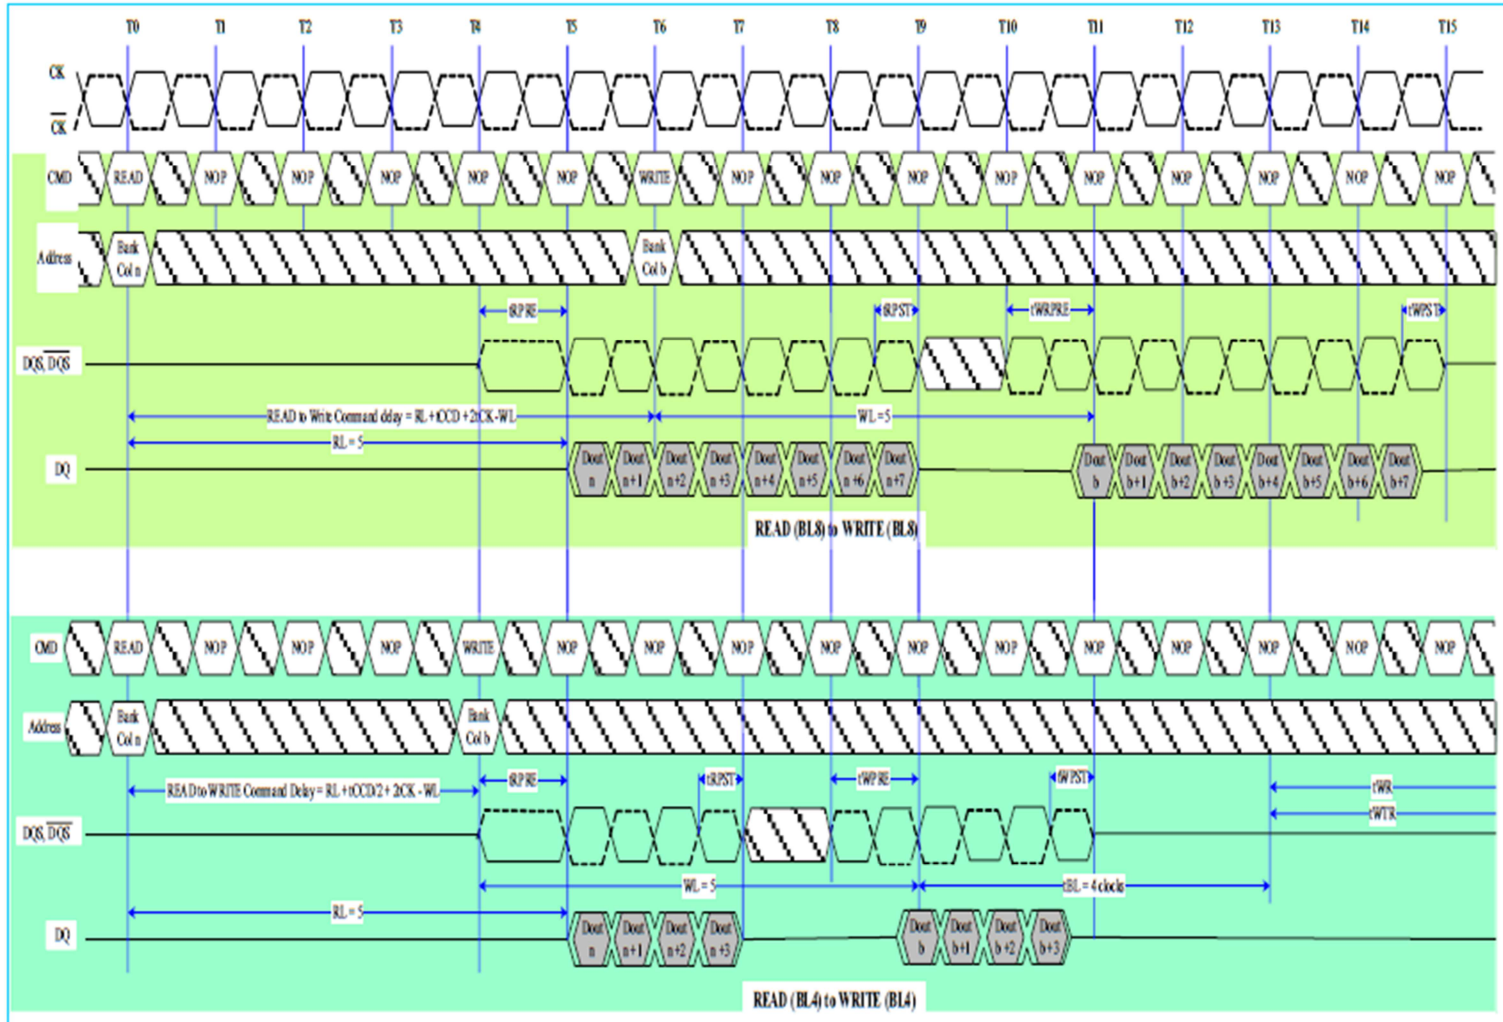 T0 T1 T2 T3 T4 T5 T6 T7 T8 T9 T10 T11 T12 T13 T14 T15
CK
CK
CMD READ NOP NOP NOP NOP NOP WRITE NOP NOP NOP NOP NOP NOP NOP NOP NOP
Address Bank Col n Bank Col b
tRPRE tRPST tWRPRE tWPST
DQS, DQS
READ to Write Command delay = RL + tCCD + 2tCK - WL WL = 5
RL = 5
DQ Dout n Dout n+1 Dout n+2 Dout n+3 Dout n+4 Dout n+5 Dout n+6 Dout n+7 Dout b Dout b+1 Dout b+2 Dout b+3 Dout b+4 Dout b+5 Dout b+6 Dout b+7
READ (BL8) to WRITE (BL8)
CMD READ NOP NOP NOP WRITE NOP NOP NOP NOP NOP NOP NOP NOP NOP NOP NOP
Address Bank Col n Bank Col b
READ to WRITE Command Delay = RL + tCCD/2 + 2tCK - WL tRPRE tRPST tWPRE tWPST tWR
tWTR
DQS, DQS
WL = 5 tBL = 4 clocks
RL = 5
DQ Dout n Dout n+1 Dout n+2 Dout n+3 Dout b Dout b+1 Dout b+2 Dout b+3
READ (BL4) to WRITE (BL4)